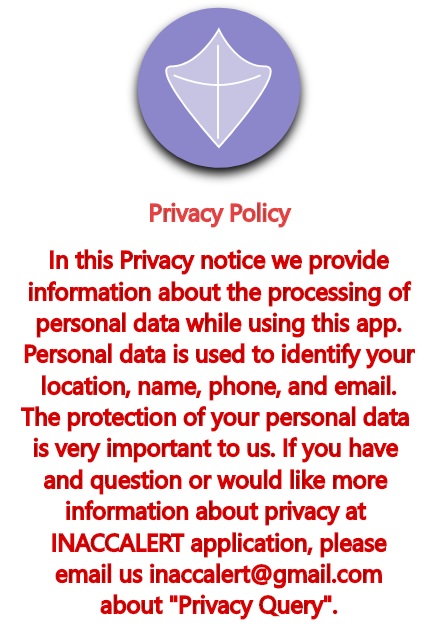 Privacy Policy
In this Privacy notice we provide
information about the processing of
personal data while using this app.
Personal data is used to identify your
location, name, phone, and email.
The protection of your personal data
is very important to us. If you have
and question or would like more
information about privacy at
INACCALERT application, please
email us inaccalert@gmail.com
about "Privacy Query".